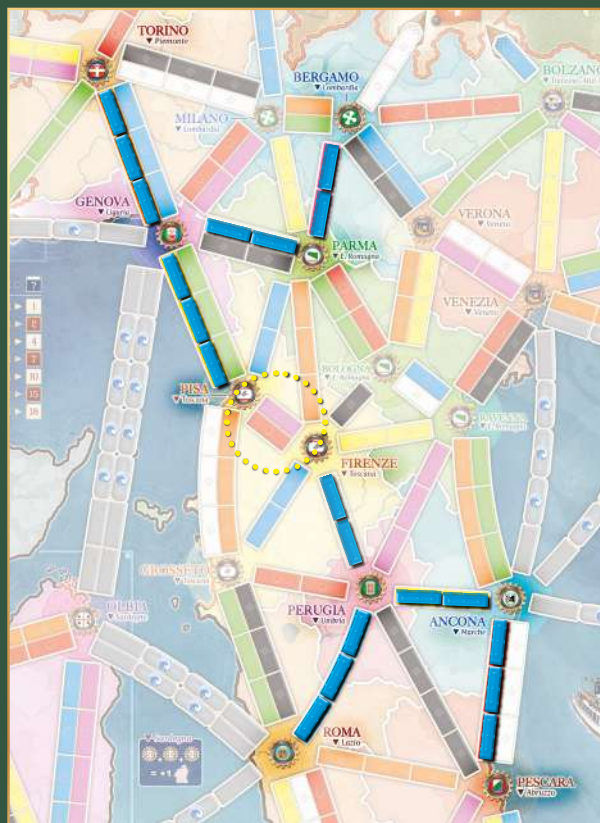 TORINO
▼ Piemonte
BERGAMO
▼ Lombardia
BOLZANO
MILANO
▼ Lombardia
GENOVA
▼ Liguria
VERONA
▼ Veneto
PARMA
▼ E. Romagna
VENEZIA
▼ Veneto
?
1
2
4
7
10
15
18
BOLOGNA
▼ E. Romagna
PISA
▼ Toscana
RAVENNA
▼ E. Romagna
FIRENZE
▼ Toscana
GROSSETO
▼ Toscana
OLBIA
▼ Sardegna
PERUGIA
▼ Umbria
ANCONA
▼ Marche
ROMA
▼ Lazio
▼ Sardegna
= +1
PESCARA
▼ Abruzzo